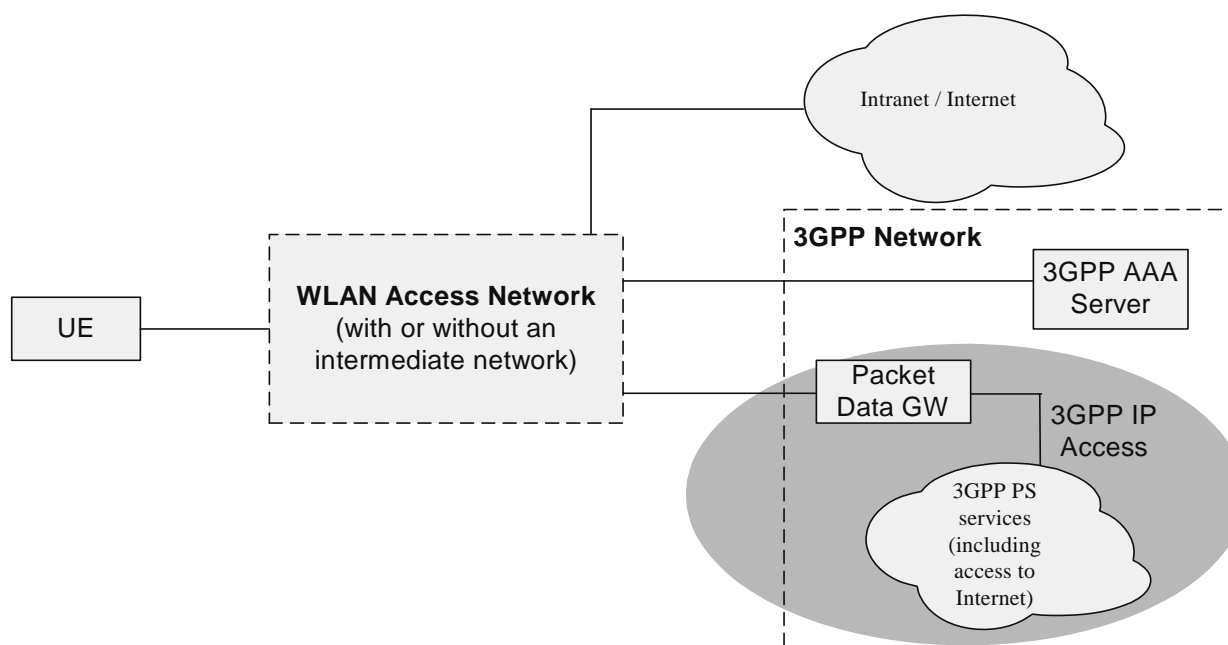 Intranet / Internet
3GPP Network
3GPP AAA
Server
WLAN Access Network
(with or without an
intermediate network)
UE
Packet
Data GW
3GPP IP
Access
3GPP PS
services
(including
access to
Internet)